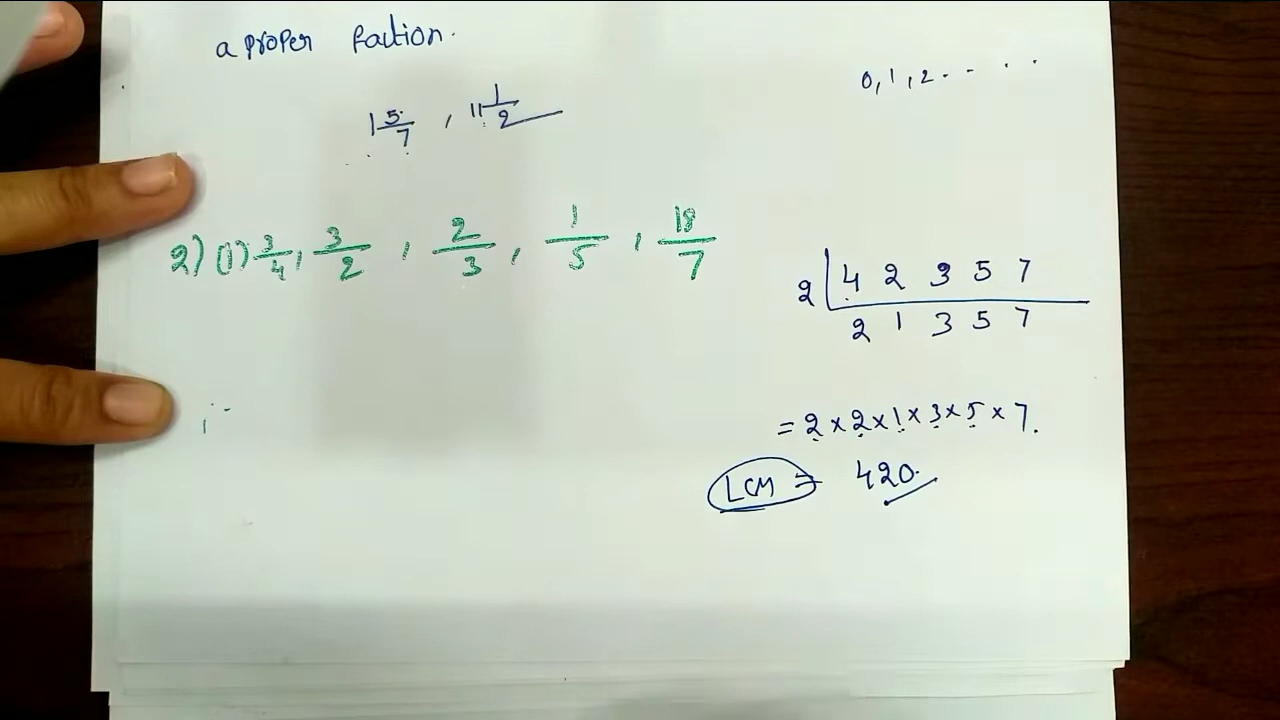 a proper faction.
0, 1, 2 - - . .
1 5/7 , 11 1/2
2) (1) 3/4, 3/2 , 2/3 , 1/5 , 18/7
2 | 4 2 3 5 7
2 1 3 5 7
= 2 × 2 × 1 × 3 × 5 × 7.
LCM = 420.